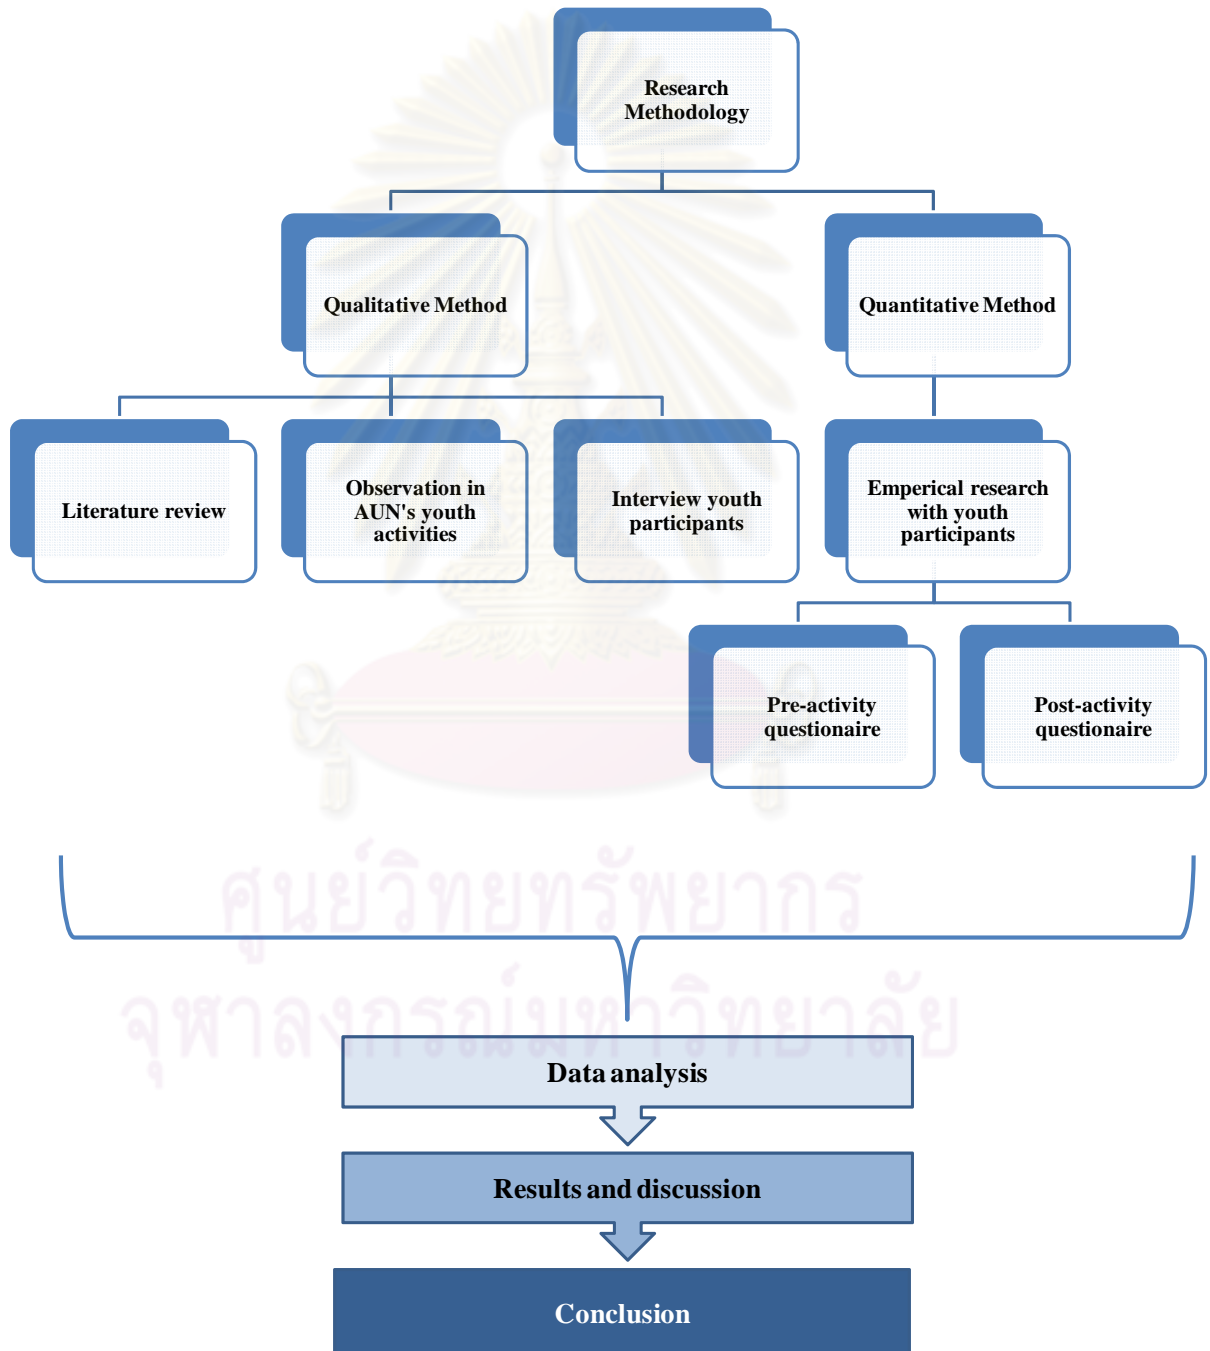 Research
Methodology
Qualitative Method
Quantitative Method
Literature review
Observation in
AUN's youth
activities
Interview youth
participants
Emperical research
with youth
participants
Pre-activity
questionaire
Post-activity
questionaire
ศูนย์วิทยทรัพยากร
จุฬาลงกรณ์มหาวิทยาลัย
Data analysis
Results and discussion
Conclusion